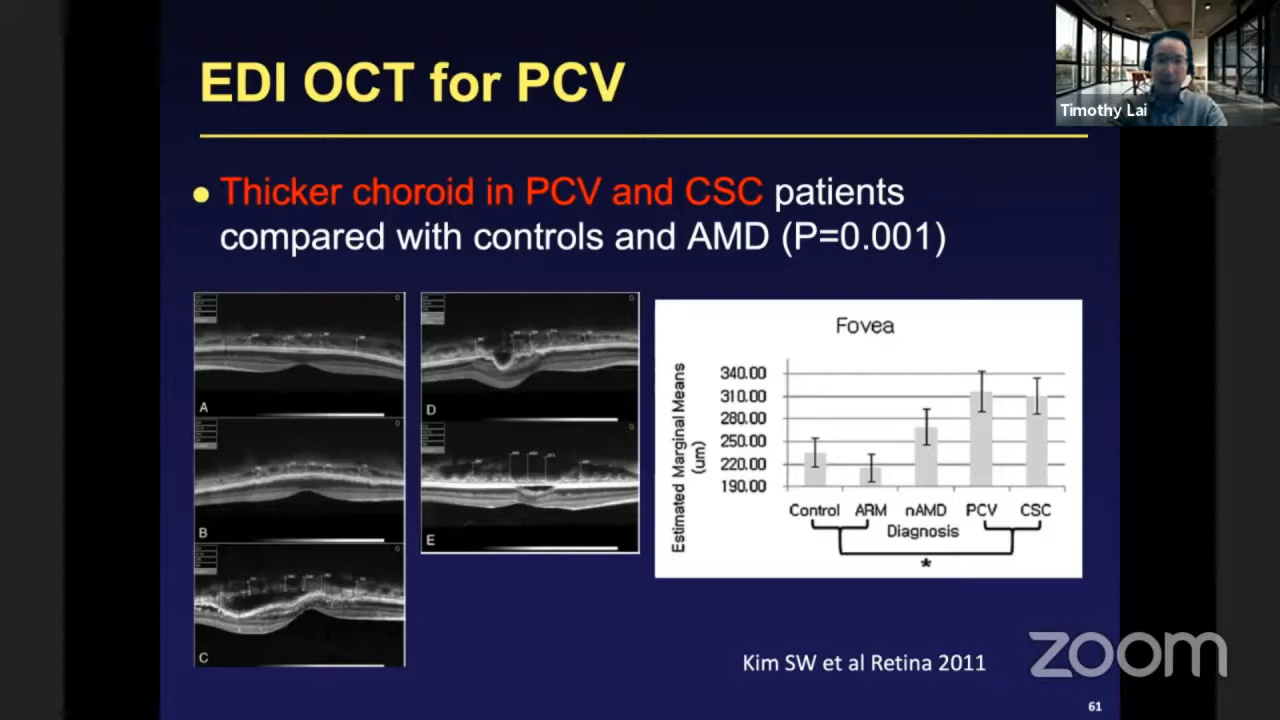 EDI OCT for PCV
Timothy Lai
Thicker choroid in PCV and CSC patients
compared with controls and AMD (P=0.001)
A
B
C
D
E
Fovea
Estimated Marginal Means
(um)
340.00
310.00
280.00
250.00
220.00
190.00
Control ARM nAMD PCV CSC
Diagnosis
*
Kim SW et al Retina 2011
zoom
61